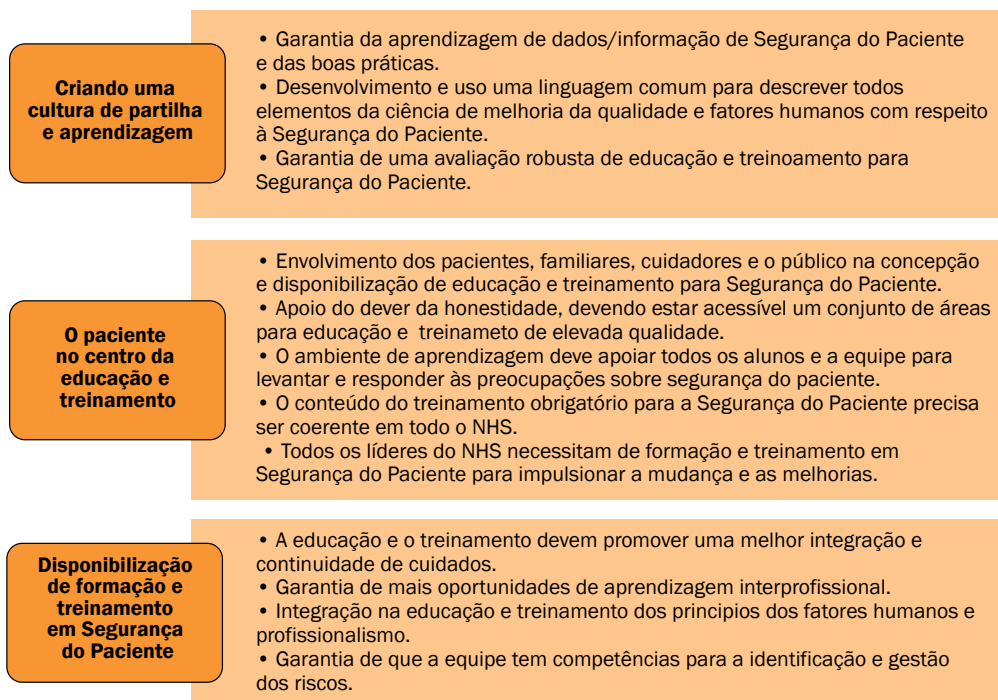 Criando uma
cultura de partilha
e aprendizagem
• Garantia da aprendizagem de dados/informação de Segurança do Paciente
e das boas práticas.
• Desenvolvimento e uso uma linguagem comum para descrever todos
elementos da ciência de melhoria da qualidade e fatores humanos com respeito
à Segurança do Paciente.
• Garantia de uma avaliação robusta de educação e treinoamento para
Segurança do Paciente.
O paciente
no centro da
educação e
treinamento
• Envolvimento dos pacientes, familiares, cuidadores e o público na concepção
e disponibilização de educação e treinamento para Segurança do Paciente.
• Apoio do dever da honestidade, devendo estar acessível um conjunto de áreas
para educação e treinameto de elevada qualidade.
• O ambiente de aprendizagem deve apoiar todos os alunos e a equipe para
levantar e responder às preocupações sobre segurança do paciente.
• O conteúdo do treinamento obrigatório para a Segurança do Paciente precisa
ser coerente em todo o NHS.
• Todos os líderes do NHS necessitam de formação e treinamento em
Segurança do Paciente para impulsionar a mudança e as melhorias.
Disponibilização
de formação e
treinamento
em Segurança
do Paciente
• A educação e o treinamento devem promover uma melhor integração e
continuidade de cuidados.
• Garantia de mais oportunidades de aprendizagem interprofissional.
• Integração na educação e treinamento dos principios dos fatores humanos e
profissionalismo.
• Garantia de que a equipe tem competências para a identificação e gestão
dos riscos.